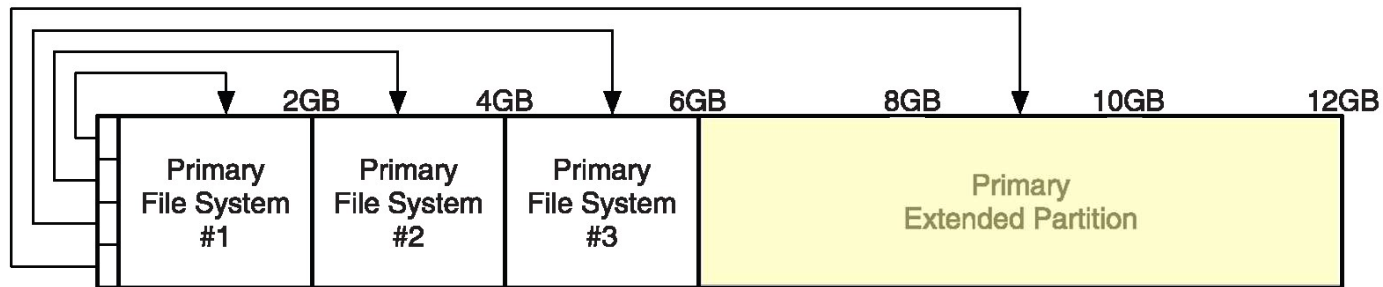 2GB 4GB 6GB 8GB 10GB 12GB
Primary
File System
#1
Primary
File System
#2
Primary
File System
#3
Primary
Extended Partition